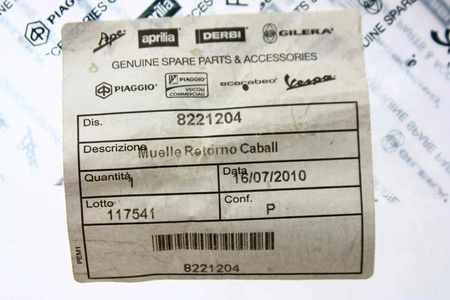 Ape aprilia DERBI GILERA
GENUINE SPARE PARTS & ACCESSORIES
PIAGGIO PIAGGIO VEICOLI COMMERCIALI scarabeo Vespa
Dis. 8221204
Descrizione Muelle Retorno Caball
Quantità 1 Data 16/07/2010
Lotto 117541 Conf. P
8221204
PEM1